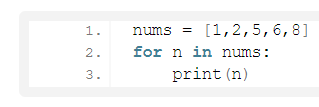 1. nums = [1,2,5,6,8]
2. for n in nums:
3.     print(n)